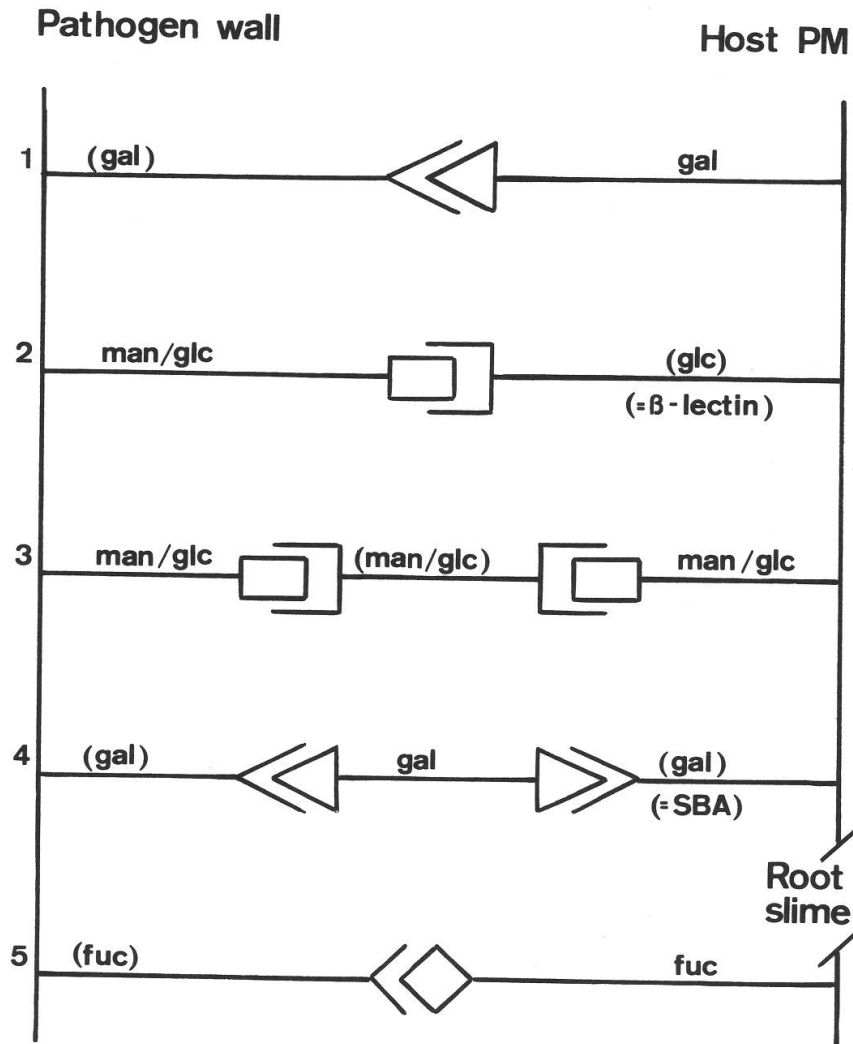 Pathogen wall
Host PM
1 (gal) gal
2 man/glc (glc)
(=ß-lectin)
3 man/glc (man/glc) man/glc
4 (gal) gal (gal)
(=SBA)
Root
slime
5 (fuc) fuc